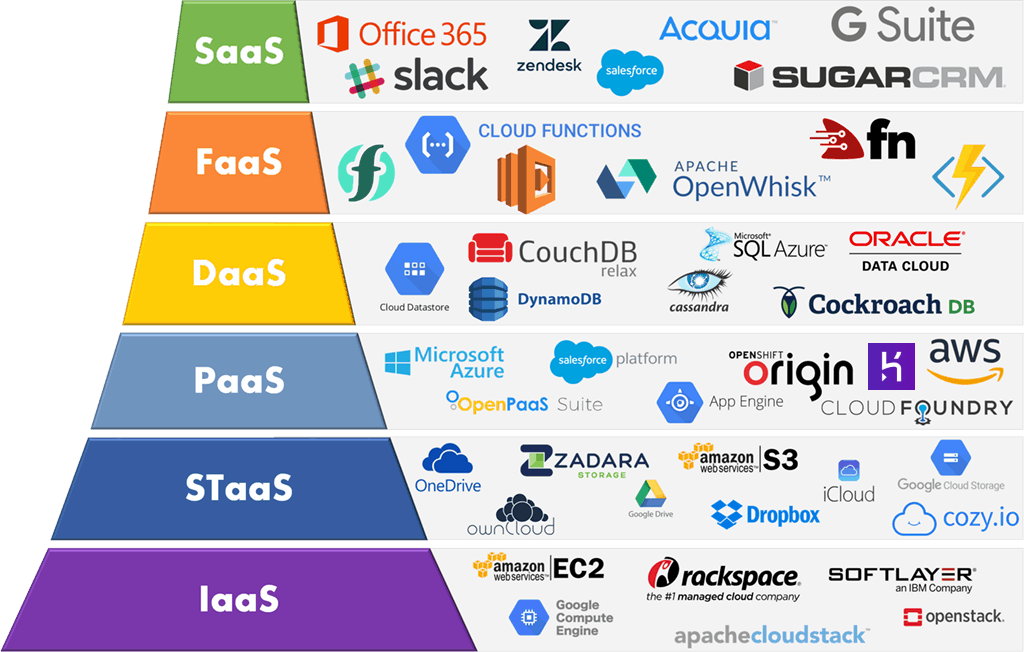 SaaS
Office 365
zendesk
ACQUIA™
G Suite
slack
salesforce
SUGARCRM.
FaaS
CLOUD FUNCTIONS
fn
APACHE
OpenWhisk™
DaaS
Cloud Datastore
CouchDB
relax
DynamoDB
Microsoft®
SQL Azure™
cassandra
ORACLE®
DATA CLOUD
Cockroach DB
PaaS
Microsoft
Azure
salesforce platform
OPENSHIFT
origin
aws
OpenPaaS Suite
App Engine
CLOUD FOUNDRY
STaaS
OneDrive
ZADARA
STORAGE
amazon
web services™
S3
iCloud
Google Cloud Storage
ownCloud
Google Drive
Dropbox
cozy.io
IaaS
amazon
web services™
EC2
rackspace®
the #1 managed cloud company
SOFTLAYER®
an IBM Company
Google
Compute
Engine
apachecloudstack™
openstack.